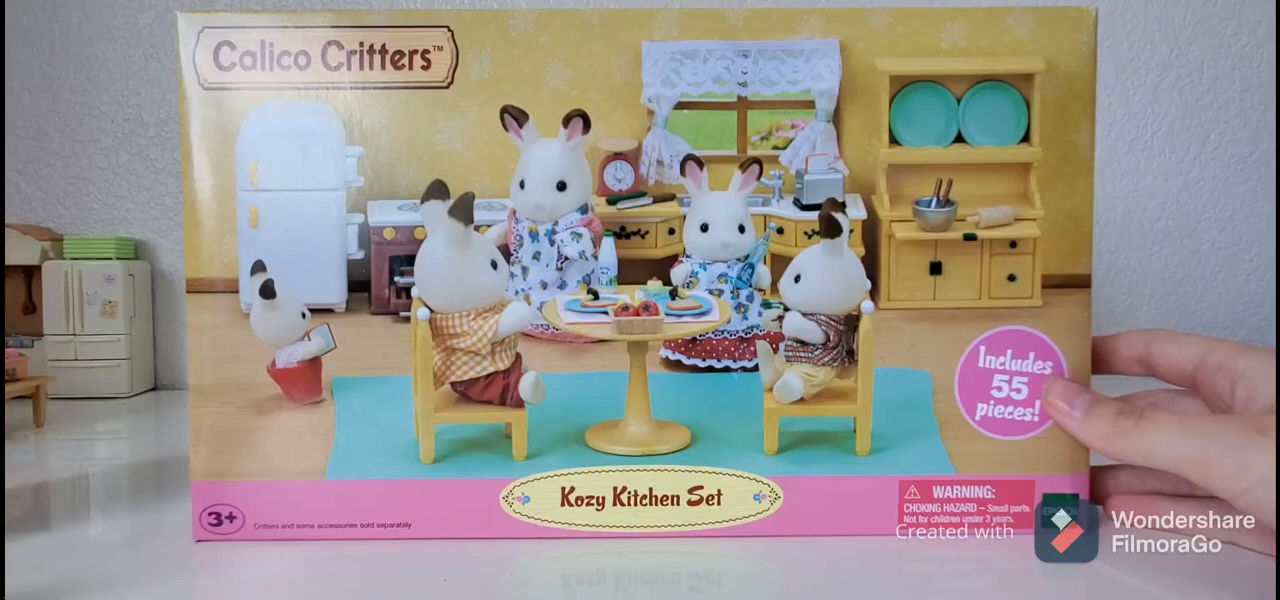 Calico Critters™
Includes
55
pieces!
Kozy Kitchen Set
3+
Critters and some accessories sold separately
WARNING:
CHOKING HAZARD – Small parts.
Not for children under 3 years.
Created with
Wondershare
FilmoraGo